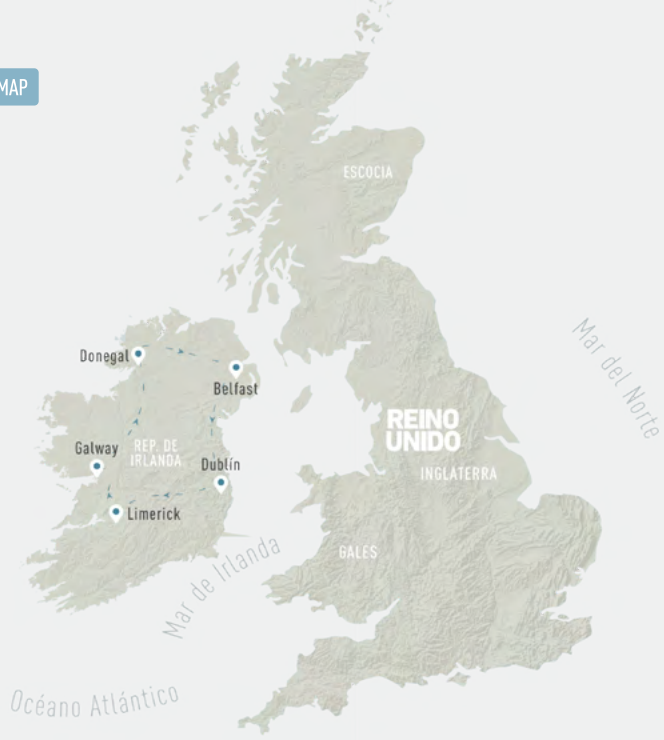 MAP
ESCOCIA
Mar del Norte
Donegal
Belfast
REINO
UNIDO
Galway
REP. DE
IRLANDA
Dublín
INGLATERRA
Limerick
GALES
Mar de Irlanda
Océano Atlántico